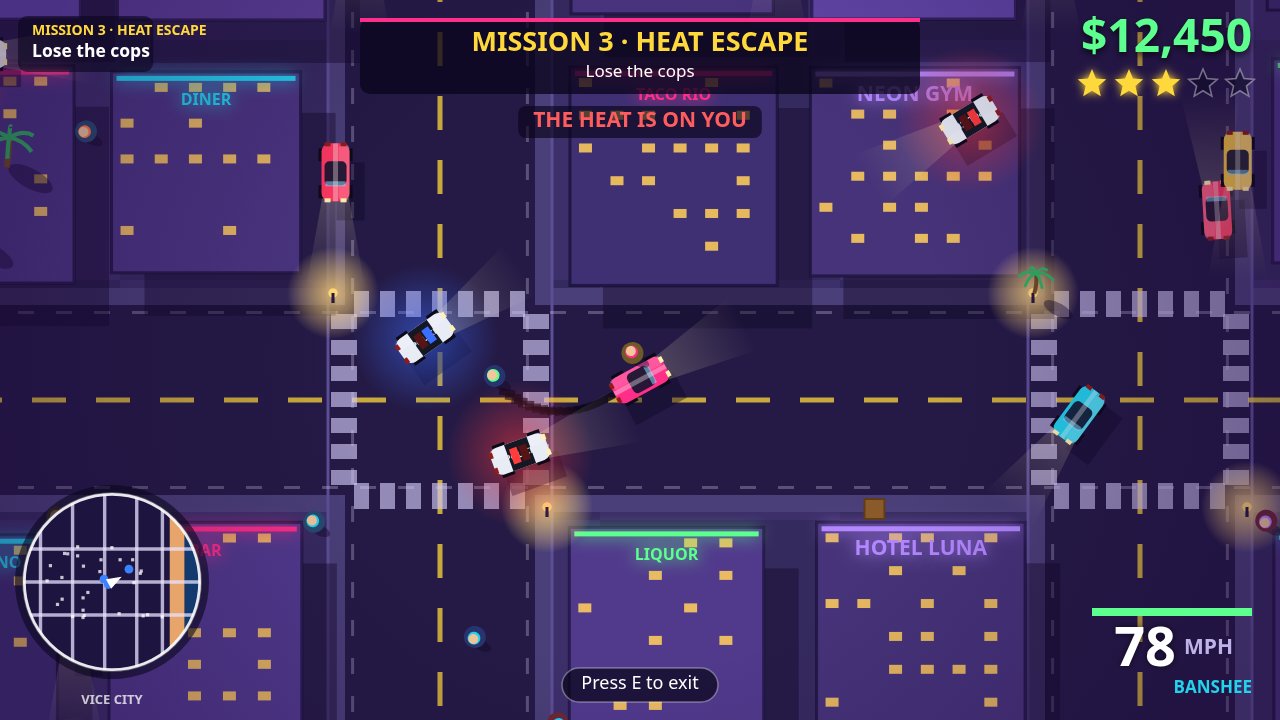 MISSION 3 · HEAT ESCAPE
Lose the cops
MISSION 3 · HEAT ESCAPE
Lose the cops
$12,450
DINER
TACO RIO
NEON GYM
THE HEAT IS ON YOU
LIQUOR
HOTEL LUNA
78 MPH
BANSHEE
Press E to exit
VICE CITY